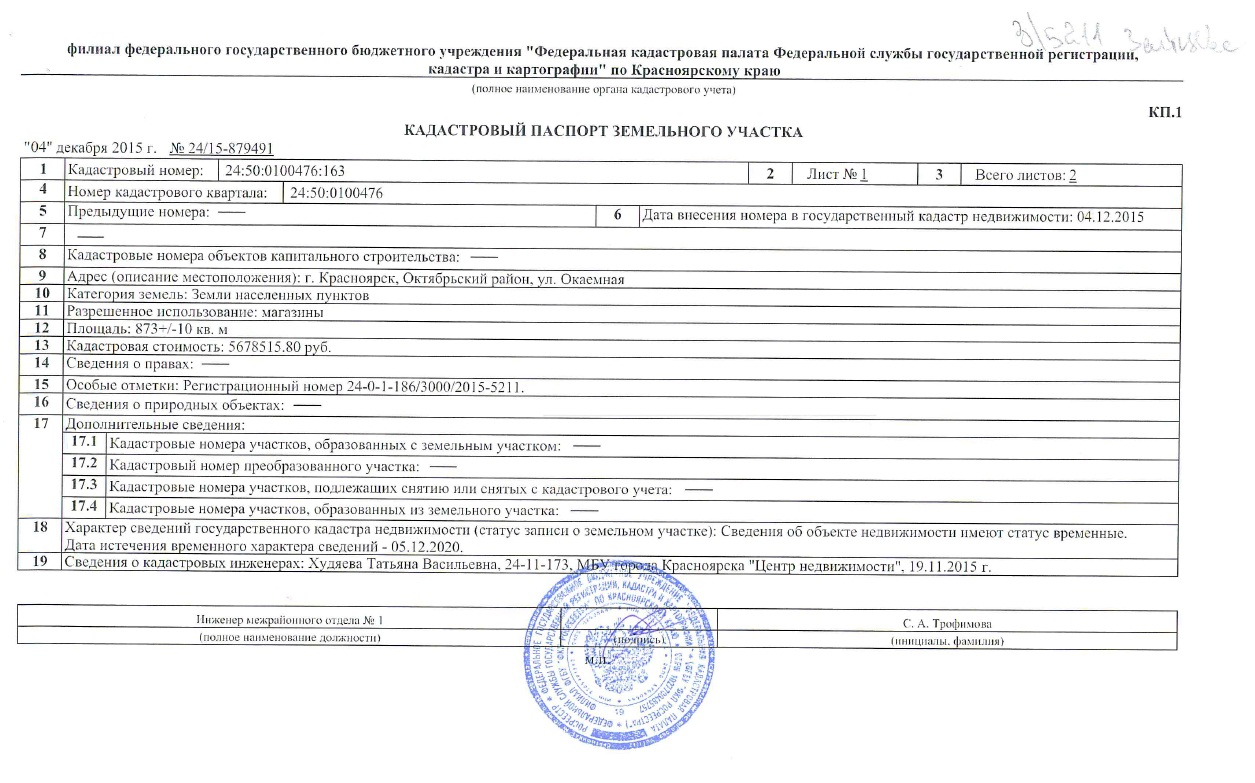 3/5211
филиал федерального государственного бюджетного учреждения "Федеральная кадастровая палата Федеральной службы государственной регистрации,
кадастра и картографии" по Красноярскому краю
(полное наименование органа кадастрового учета)
КП.1
КАДАСТРОВЫЙ ПАСПОРТ ЗЕМЕЛЬНОГО УЧАСТКА
"04" декабря 2015 г. № 24/15-879491
1 Кадастровый номер: 24:50:0100476:163 2 Лист № 1 3 Всего листов: 2
4 Номер кадастрового квартала: 24:50:0100476
5 Предыдущие номера: —— 6 Дата внесения номера в государственный кадастр недвижимости: 04.12.2015
7 ——
8 Кадастровые номера объектов капитального строительства: ——
9 Адрес (описание местоположения): г. Красноярск, Октябрьский район, ул. Окаемная
10 Категория земель: Земли населенных пунктов
11 Разрешенное использование: магазины
12 Площадь: 873+/-10 кв. м
13 Кадастровая стоимость: 5678515.80 руб.
14 Сведения о правах: ——
15 Особые отметки: Регистрационный номер 24-0-1-186/3000/2015-5211.
16 Сведения о природных объектах: ——
17 Дополнительные сведения:
17.1 Кадастровые номера участков, образованных с земельным участком: ——
17.2 Кадастровый номер преобразованного участка: ——
17.3 Кадастровые номера участков, подлежащих снятию или снятых с кадастрового учета: ——
17.4 Кадастровые номера участков, образованных из земельного участка: ——
18 Характер сведений государственного кадастра недвижимости (статус записи о земельном участке): Сведения об объекте недвижимости имеют статус временные.
Дата истечения временного характера сведений - 05.12.2020.
19 Сведения о кадастровых инженерах: Худяева Татьяна Васильевна, 24-11-173, МБУ города Красноярска "Центр недвижимости", 19.11.2015 г.
Инженер межрайонного отдела № 1 С. А. Трофимова
(полное наименование должности) (подпись) (инициалы, фамилия)
М.П.